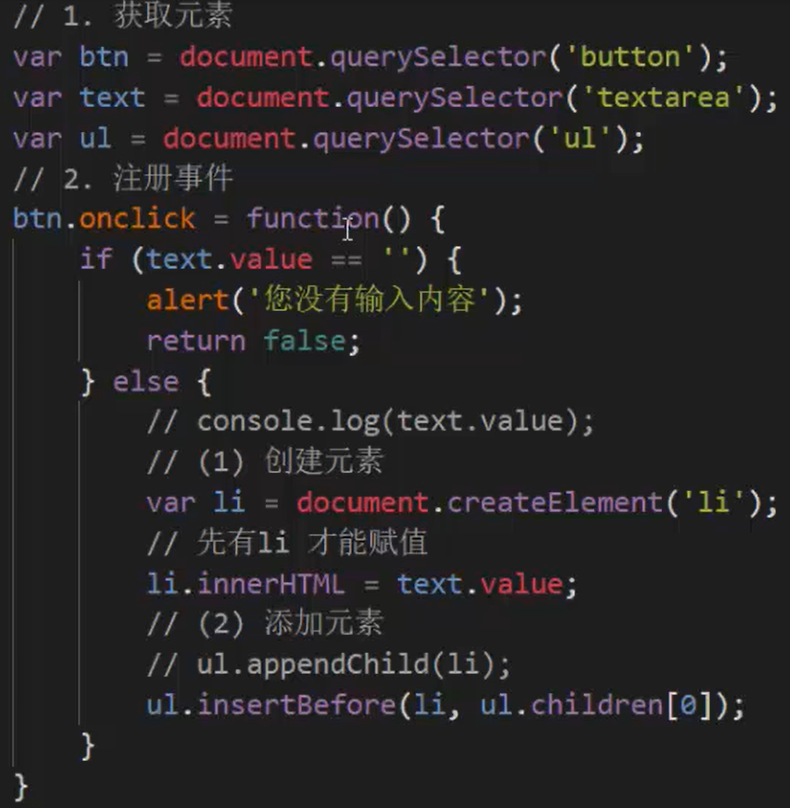 // 1. 获取元素
var btn = document.querySelector('button');
var text = document.querySelector('textarea');
var ul = document.querySelector('ul');
// 2. 注册事件
btn.onclick = function() {
    if (text.value == '') {
        alert('您没有输入内容');
        return false;
    } else {
        // console.log(text.value);
        // (1) 创建元素
        var li = document.createElement('li');
        // 先有li 才能赋值
        li.innerHTML = text.value;
        // (2) 添加元素
        // ul.appendChild(li);
        ul.insertBefore(li, ul.children[0]);
    }
}